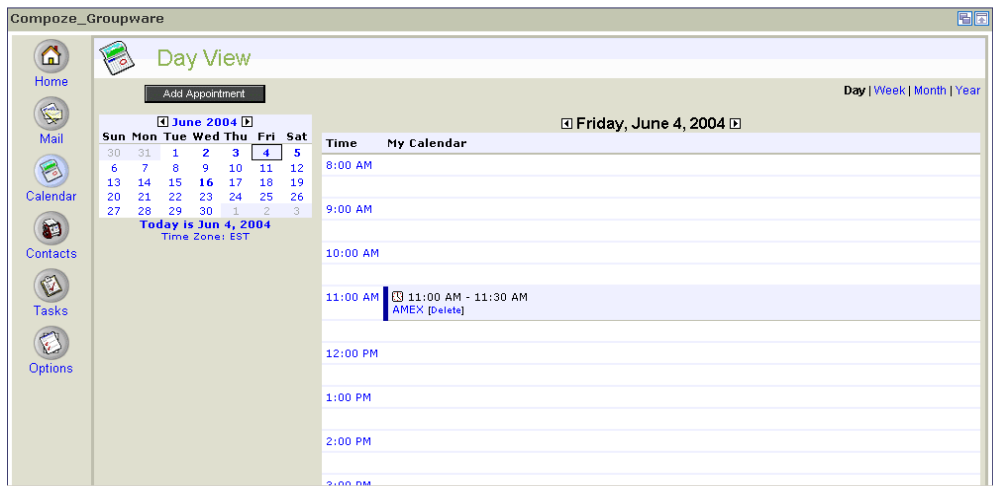 Compoze_Groupware
Home
Mail
Calendar
Contacts
Tasks
Options
Day View
Add Appointment
Day | Week | Month | Year
June 2004
Sun Mon Tue Wed Thu Fri Sat
30 31 1 2 3 4 5
6 7 8 9 10 11 12
13 14 15 16 17 18 19
20 21 22 23 24 25 26
27 28 29 30 1 2 3
Today is Jun 4, 2004
Time Zone: EST
Friday, June 4, 2004
Time My Calendar
8:00 AM
9:00 AM
10:00 AM
11:00 AM 11:00 AM - 11:30 AM
AMEX [Delete]
12:00 PM
1:00 PM
2:00 PM
3:00 PM